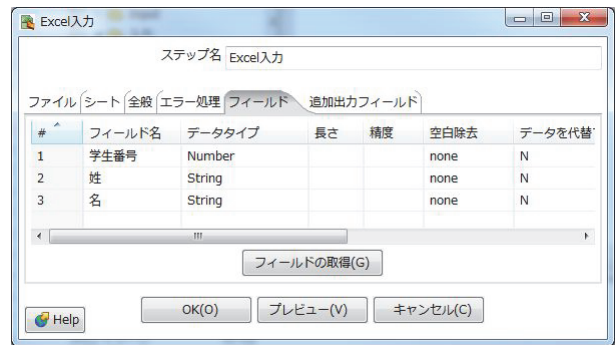 Excel入力
ステップ名 Excel入力
ファイル シート 全般 エラー処理 フィールド 追加出力フィールド
# フィールド名 データタイプ 長さ 精度 空白除去 データを代替
1 学生番号 Number none N
2 姓 String none N
3 名 String none N
フィールドの取得(G)
Help OK(O) プレビュー(V) キャンセル(C)